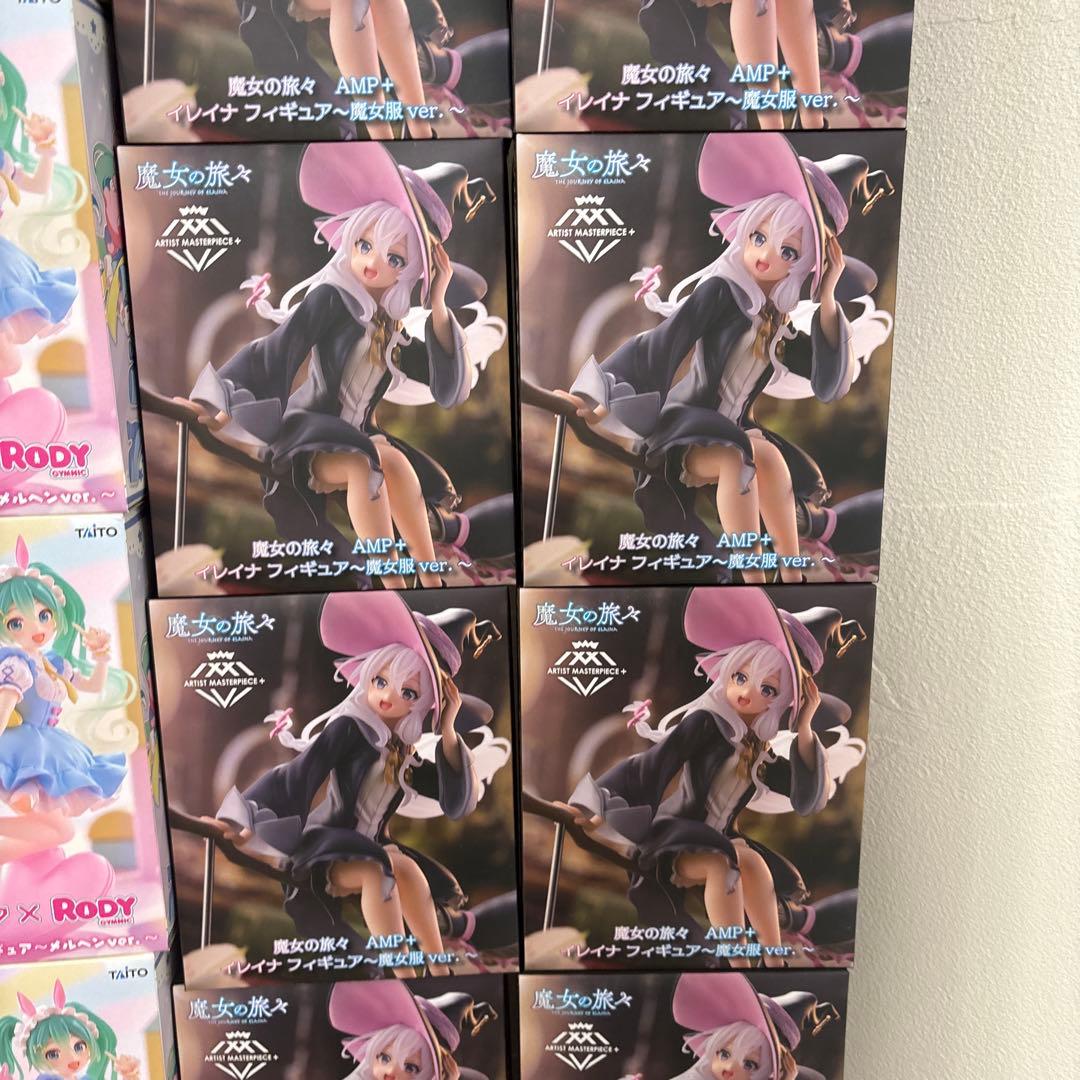 TAITO
魔女の旅々 AMP+
イレイナ フィギュア～魔女服 ver. ～
魔女の旅々 AMP+
イレイナ フィギュア～魔女服 ver. ～
魔女の旅々
THE JOURNEY OF ELAINA
ARTIST MASTERPIECE +
魔女の旅々 AMP+
イレイナ フィギュア～魔女服 ver. ～
魔女の旅々
THE JOURNEY OF ELAINA
ARTIST MASTERPIECE +
魔女の旅々 AMP+
イレイナ フィギュア～魔女服 ver. ～
RODY
GYMNIC
メルヘンver.～
TAITO
魔女の旅々
THE JOURNEY OF ELAINA
ARTIST MASTERPIECE +
魔女の旅々 AMP+
イレイナ フィギュア～魔女服 ver. ～
魔女の旅々
THE JOURNEY OF ELAINA
ARTIST MASTERPIECE +
魔女の旅々 AMP+
イレイナ フィギュア～魔女服 ver. ～
× RODY
GYMNIC
ギュア～メルヘンver.～
TAITO
魔女の旅々
THE JOURNEY OF ELAINA
ARTIST MASTERPIECE +
魔女の旅々
THE JOURNEY OF ELAINA
ARTIST MASTERPIECE +